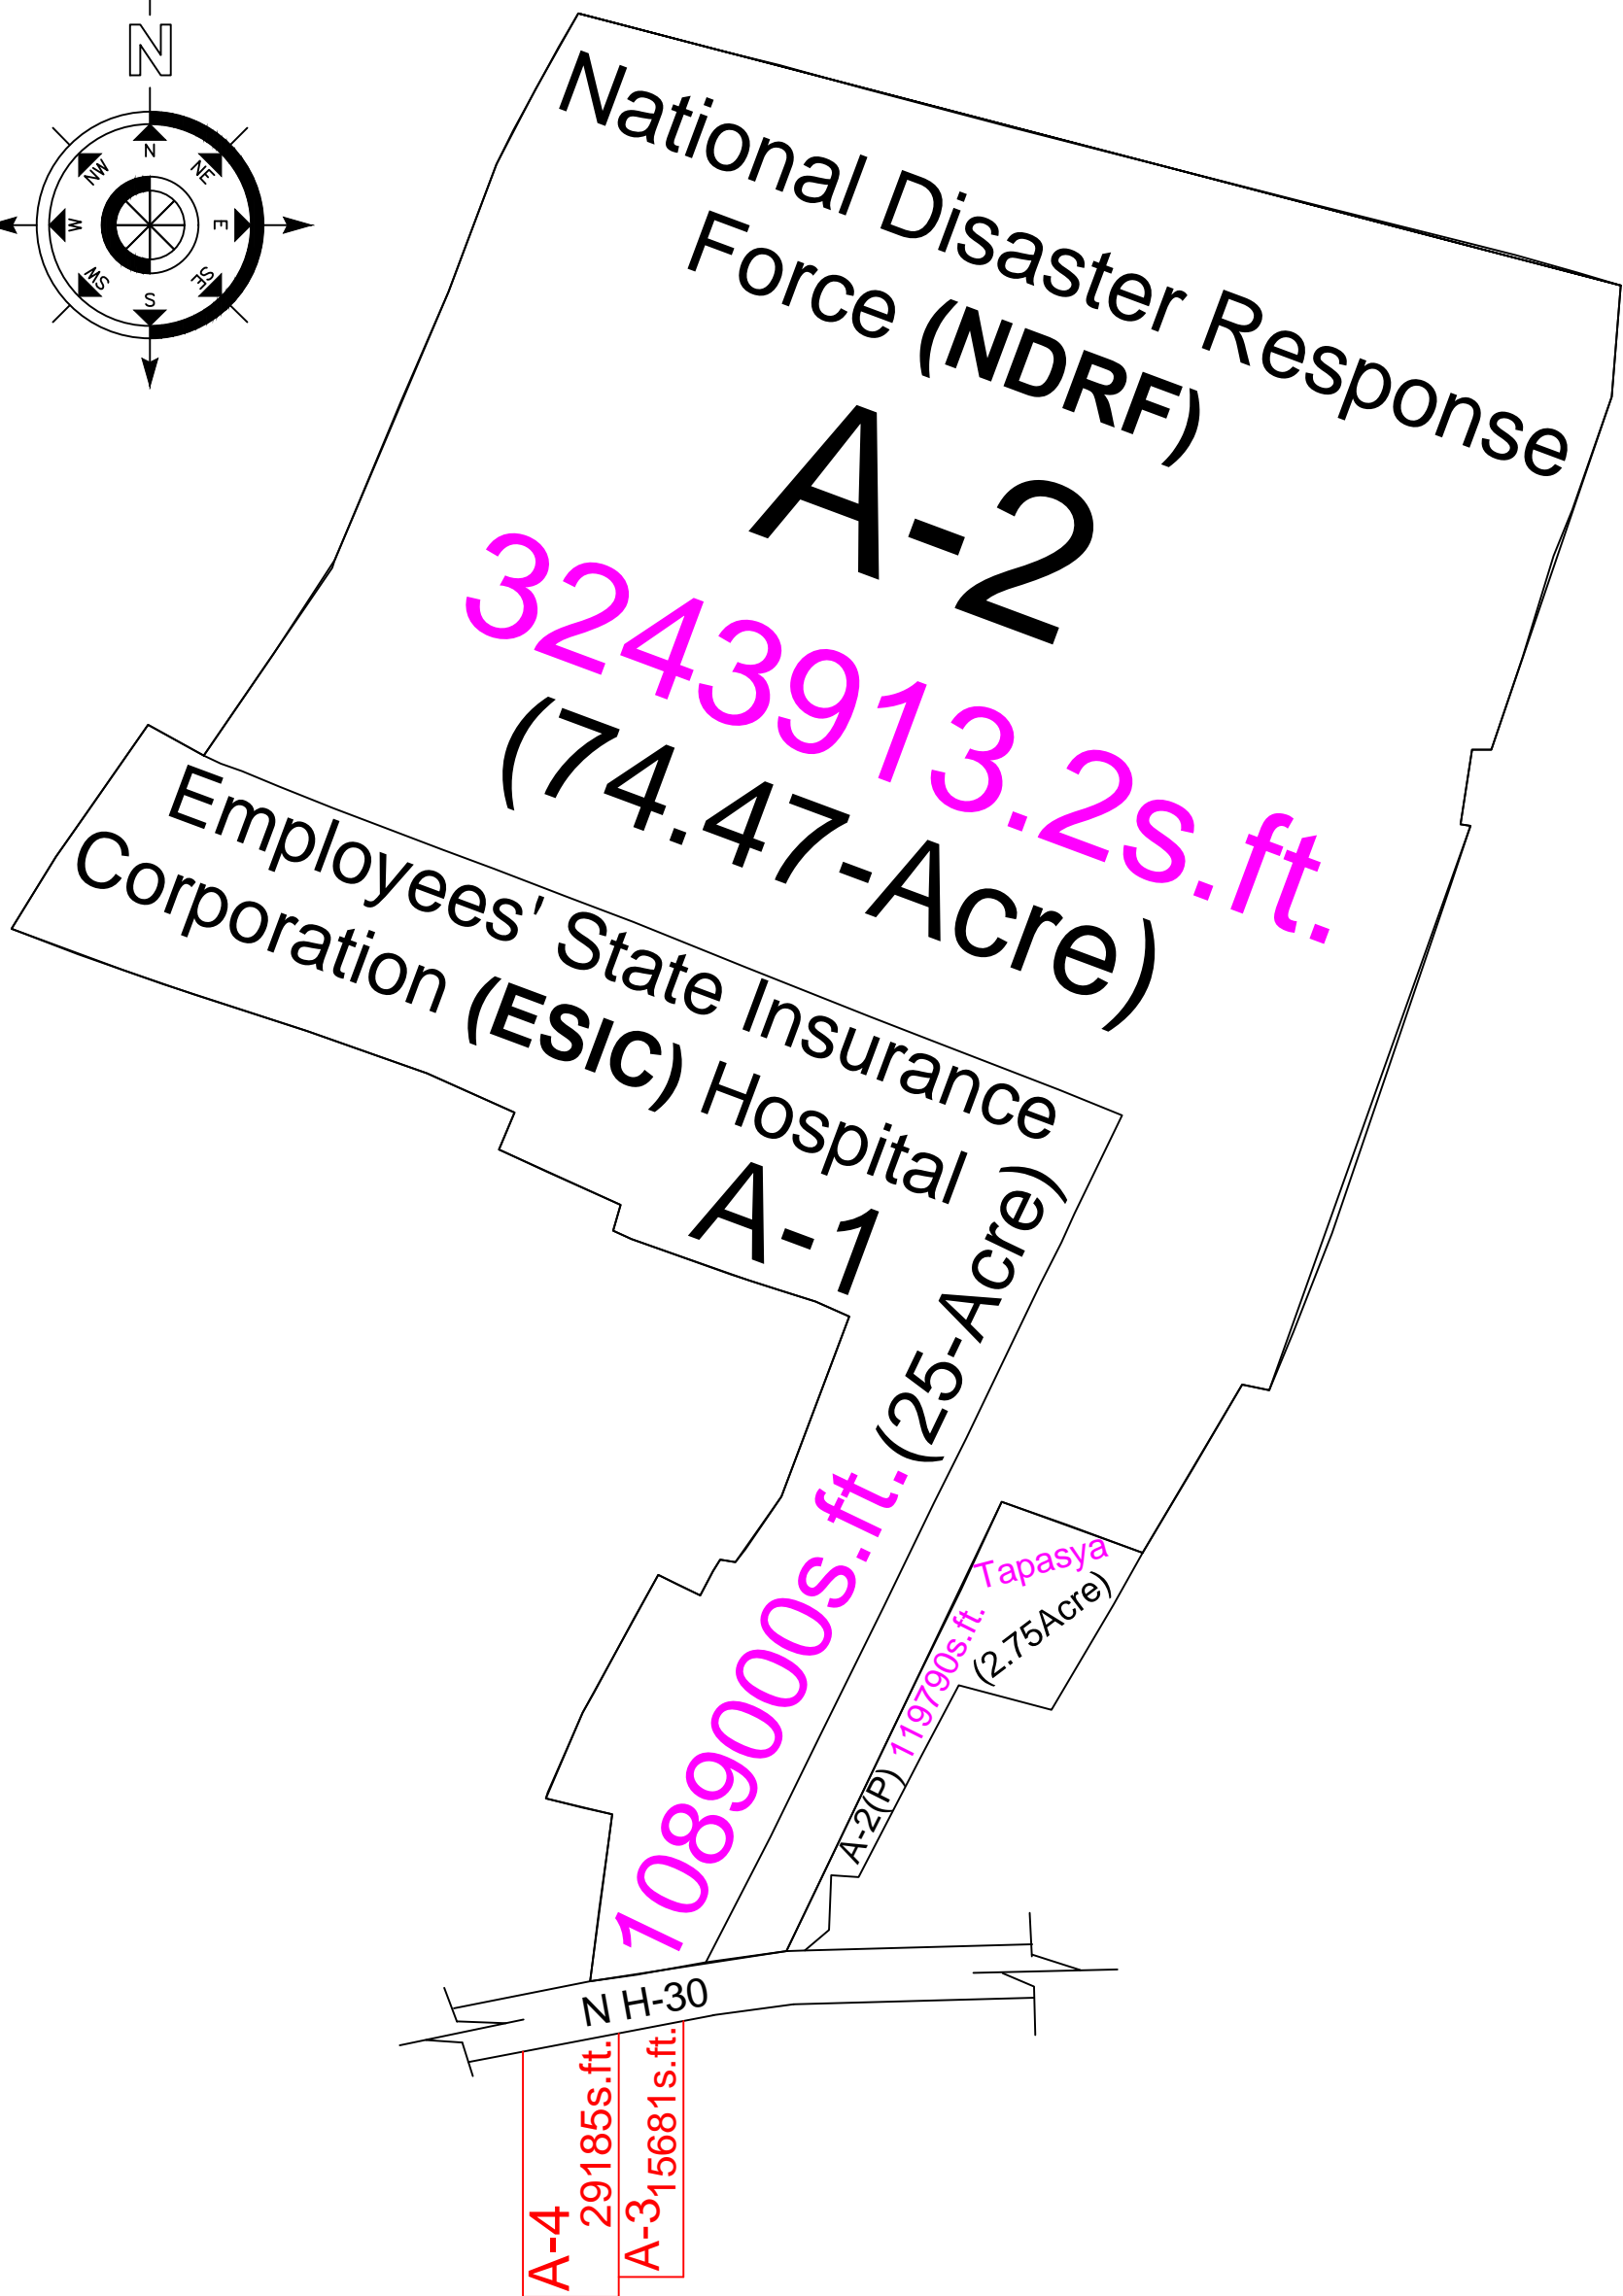 N
N
NE
E
SE
S
SW
W
NW
National Disaster Response
Force (NDRF)
A-2
3243913.2s.ft.
(74.47-Acre)
Employees' State Insurance
Corporation (ESIC) Hospital
A-1
1089000s.ft.(25-Acre)
Tapasya
(2.75Acre)
A-2(P) 119790s.ft.
N H-30
A-4
29185s.ft.
A-3
15681s.ft.